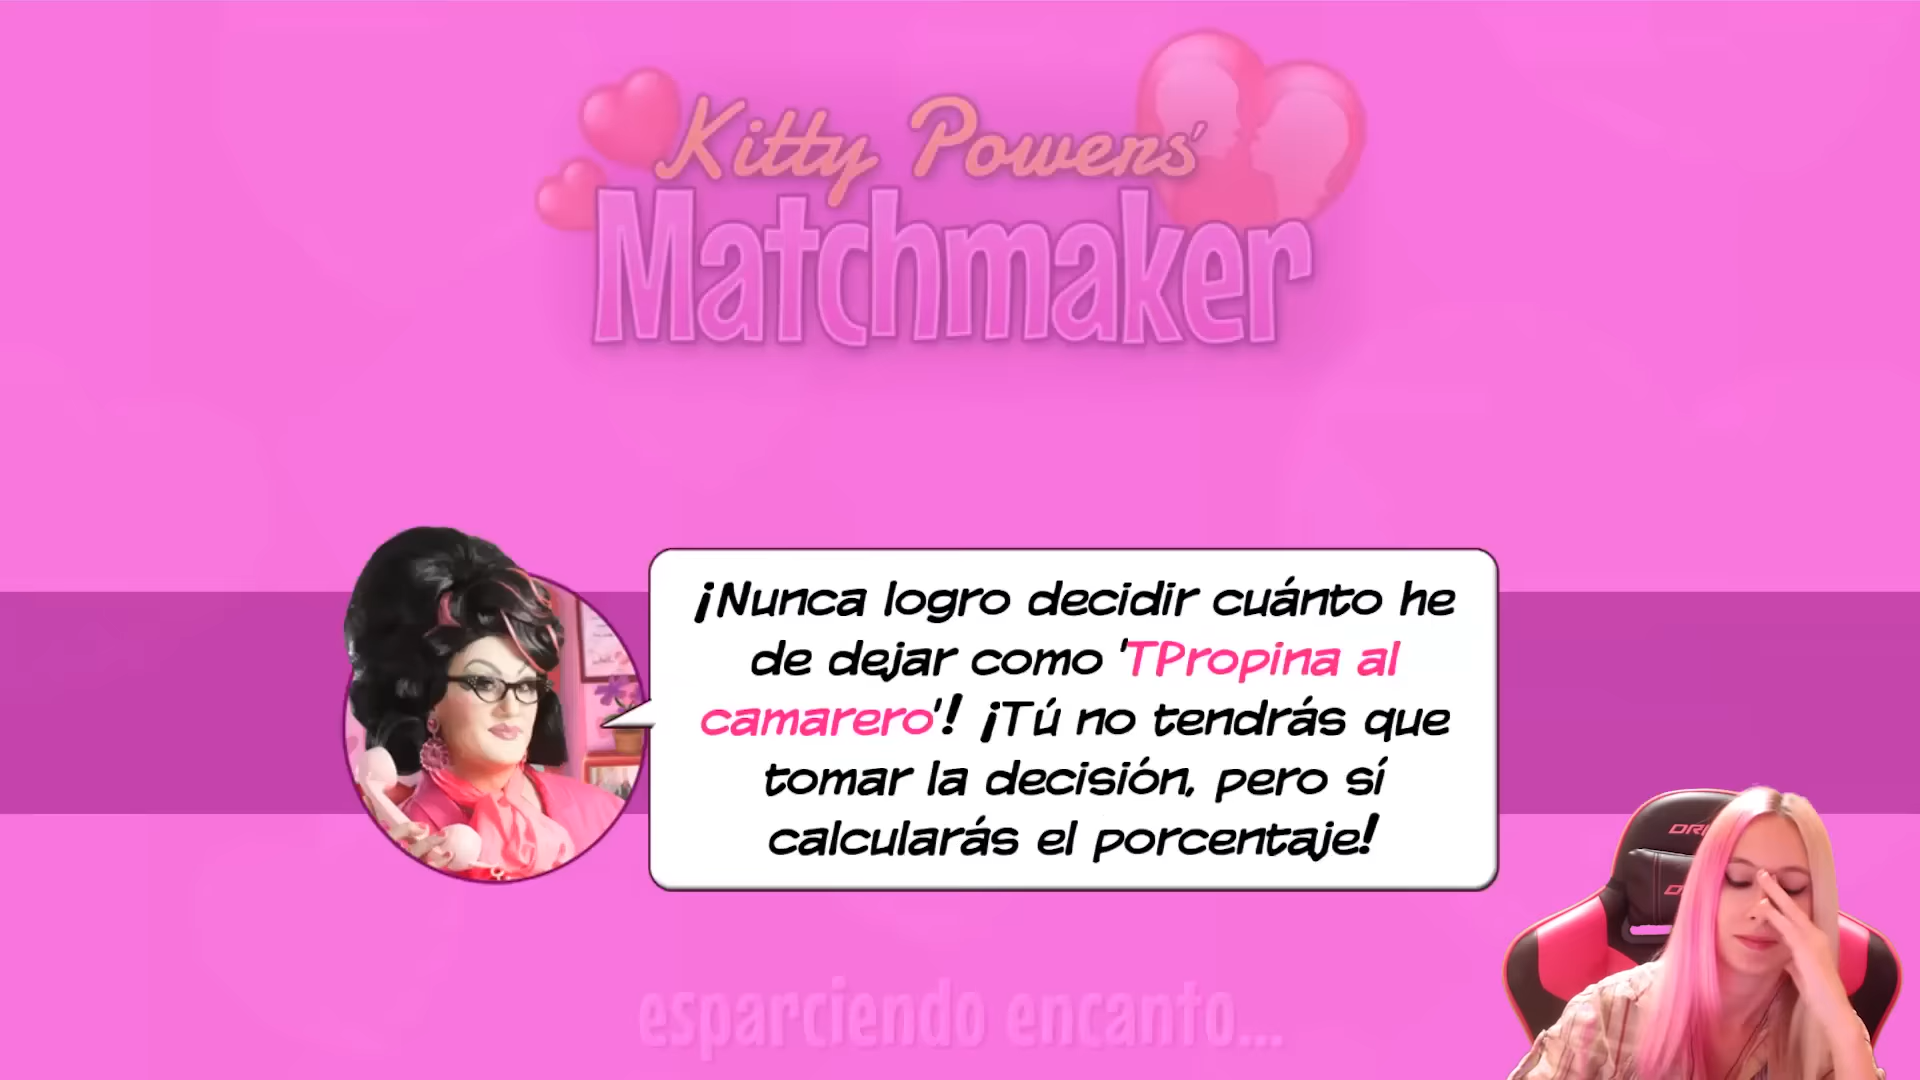 Kitty Powers'
Matchmaker
¡Nunca logro decidir cuánto he
de dejar como 'TPropina al
camarero'! ¡Tú no tendrás que
tomar la decisión, pero sí
calcularás el porcentaje!
esparciendo encanto...